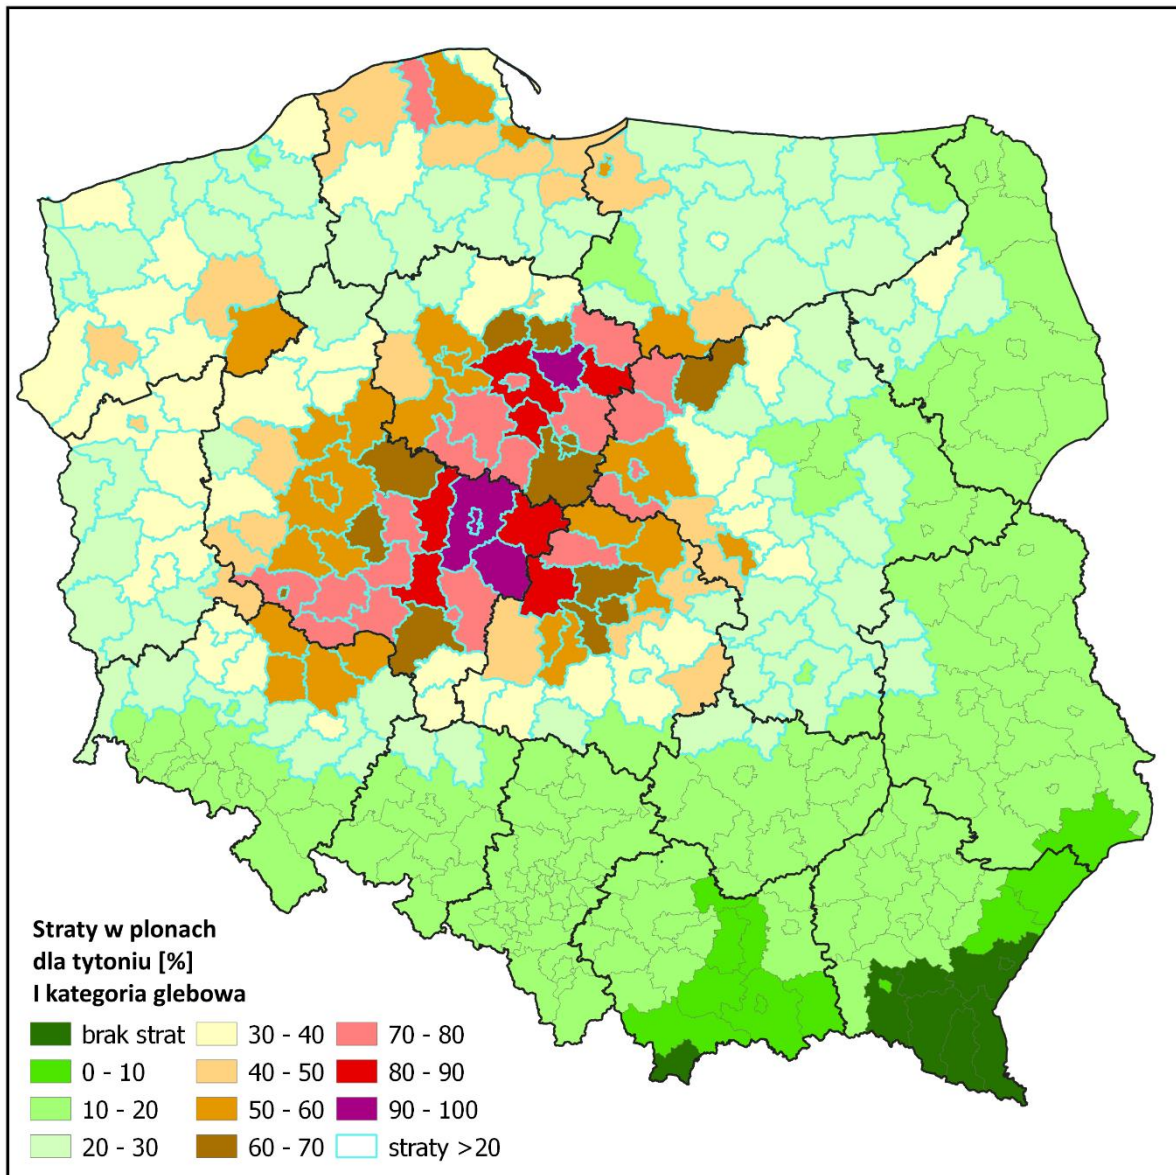 Straty w plonach
dla tytoniu [%]
I kategoria glebowa
brak strat
0 - 10
10 - 20
20 - 30
30 - 40
40 - 50
50 - 60
60 - 70
70 - 80
80 - 90
90 - 100
straty >20